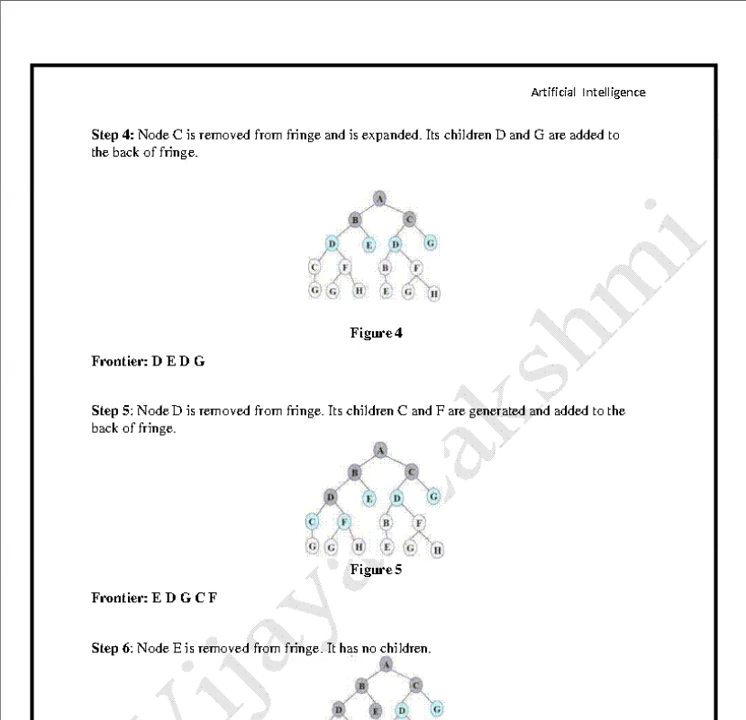 Artificial Intelligence
Step 4: Node C is removed from fringe and is expanded. Its children D and G are added to
the back of fringe.
A
B C
D E D G
C F B F
G G H E G H
Figure 4
Frontier: D E D G
Step 5: Node D is removed from fringe. Its children C and F are generated and added to the
back of fringe.
A
B C
D E D G
C F B F
G G H E G H
Figure 5
Frontier: E D G C F
Step 6: Node E is removed from fringe. It has no children.
A
B C
D E D G
Vijaya Lakshmi